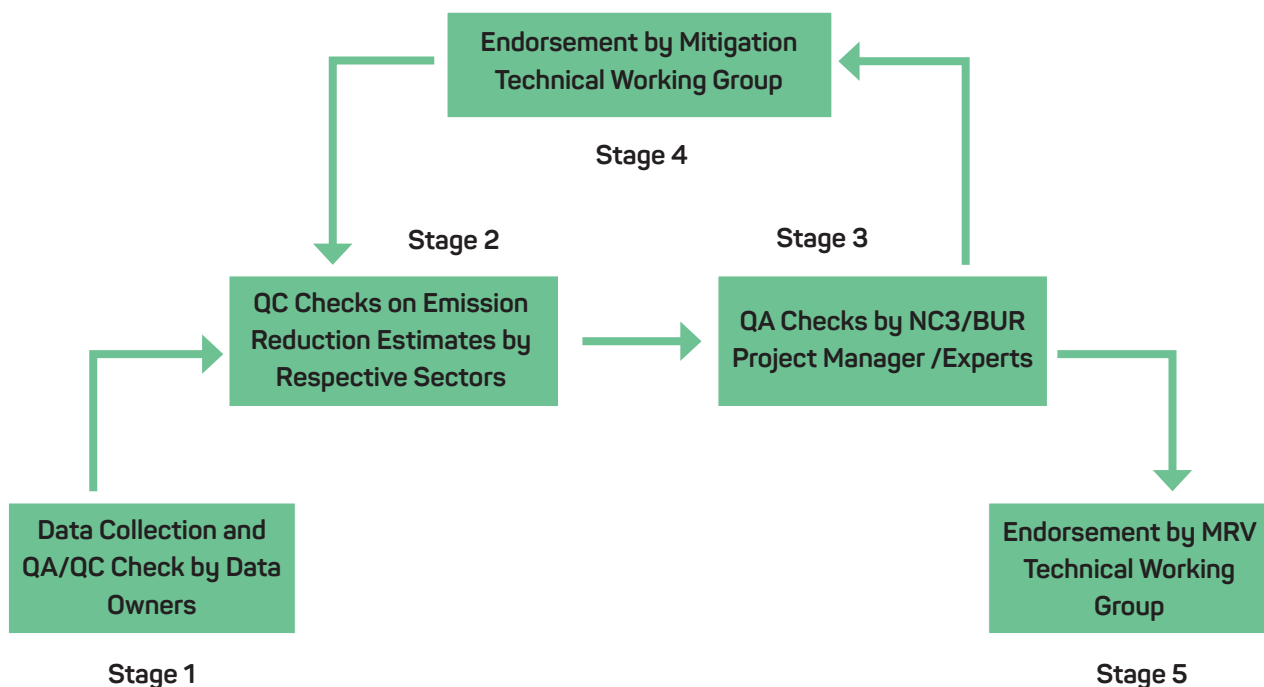 Endorsement by Mitigation
Technical Working Group
Stage 4
Stage 2
Stage 3
QC Checks on Emission
Reduction Estimates by
Respective Sectors
QA Checks by NC3/BUR
Project Manager /Experts
Data Collection and
QA/QC Check by Data
Owners
Stage 1
Endorsement by MRV
Technical Working
Group
Stage 5